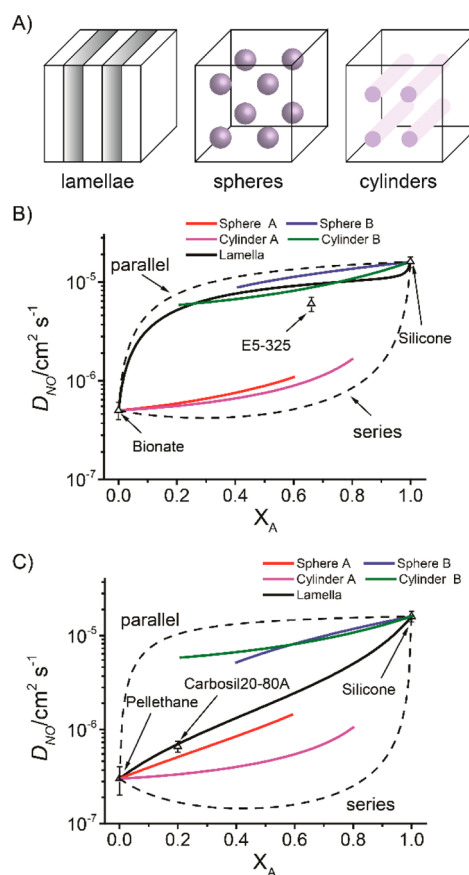 A)
lamellae spheres cylinders
B)
Sphere A Sphere B
Cylinder A Cylinder B
Lamella
parallel
10⁻⁵
E5-325
Silicone
D_NO/cm² s⁻¹
10⁻⁶
Bionate
series
10⁻⁷
0.0 0.2 0.4 0.6 0.8 1.0
X_A
C)
Sphere A Sphere B
Cylinder A Cylinder B
Lamella
parallel
10⁻⁵
Carbosil20-80A
Pellethane
Silicone
D_NO/cm² s⁻¹
10⁻⁶
series
10⁻⁷
0.0 0.2 0.4 0.6 0.8 1.0
X_A